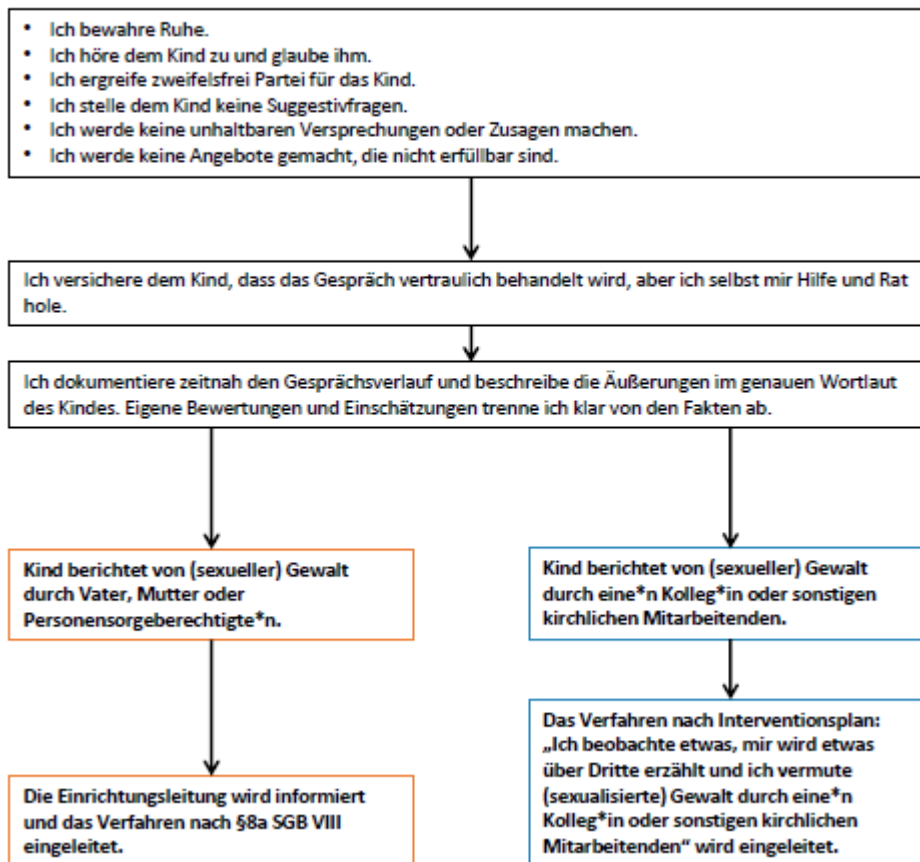 • Ich bewahre Ruhe.
• Ich höre dem Kind zu und glaube ihm.
• Ich ergreife zweifelsfrei Partei für das Kind.
• Ich stelle dem Kind keine Suggestivfragen.
• Ich werde keine unhaltbaren Versprechungen oder Zusagen machen.
• Ich werde keine Angebote gemacht, die nicht erfüllbar sind.
Ich versichere dem Kind, dass das Gespräch vertraulich behandelt wird, aber ich selbst mir Hilfe und Rat
hole.
Ich dokumentiere zeitnah den Gesprächsverlauf und beschreibe die Äußerungen im genauen Wortlaut
des Kindes. Eigene Bewertungen und Einschätzungen trenne ich klar von den Fakten ab.
Kind berichtet von (sexueller) Gewalt
durch Vater, Mutter oder
Personensorgeberechtigte*n.
Die Einrichtungsleitung wird informiert
und das Verfahren nach §8a SGB VIII
eingeleitet.
Kind berichtet von (sexueller) Gewalt
durch eine*n Kolleg*in oder sonstigen
kirchlichen Mitarbeitenden.
Das Verfahren nach Interventionsplan:
„Ich beobachte etwas, mir wird etwas
über Dritte erzählt und ich vermute
(sexualisierte) Gewalt durch eine*n
Kolleg*in oder sonstigen kirchlichen
Mitarbeitenden“ wird eingeleitet.